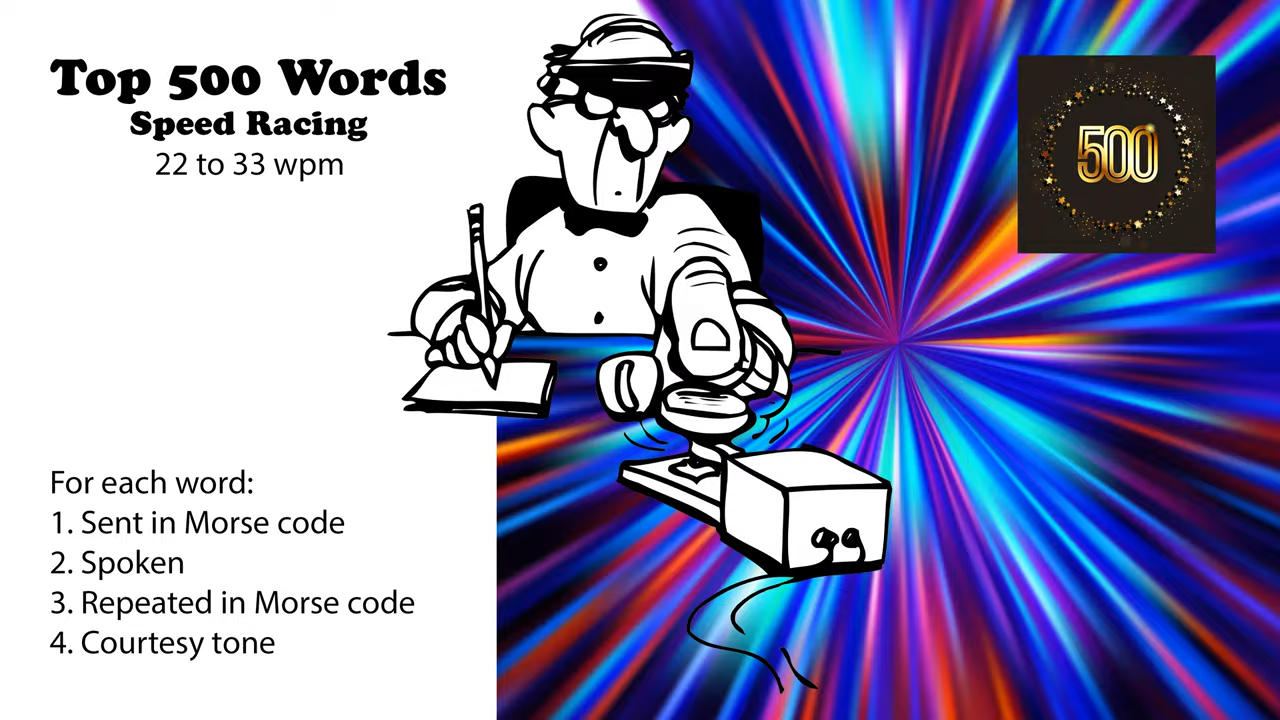 Top 500 Words
Speed Racing
22 to 33 wpm
500
For each word:
1. Sent in Morse code
2. Spoken
3. Repeated in Morse code
4. Courtesy tone